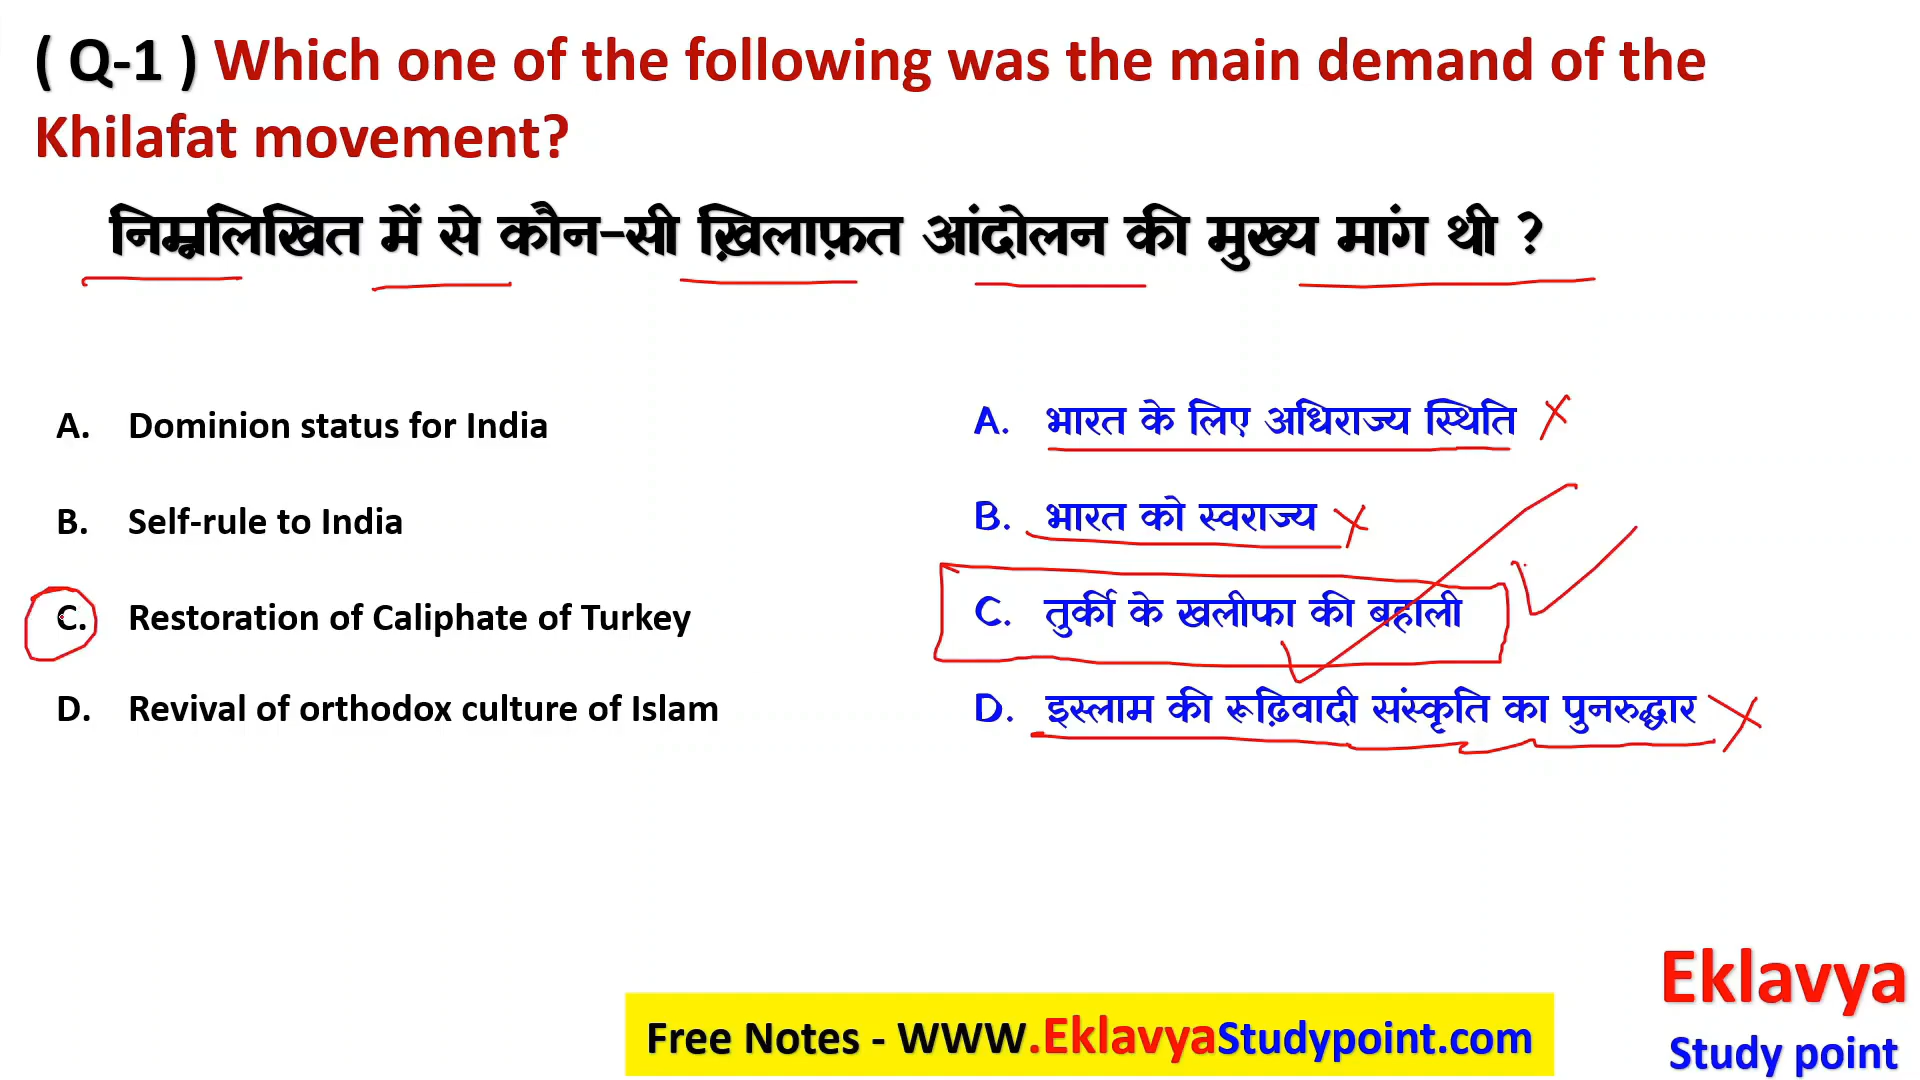 ( Q-1 ) Which one of the following was the main demand of the
Khilafat movement?
निम्नलिखित में से कौन-सी ख़िलाफ़त आंदोलन की मुख्य मांग थी ?
A. Dominion status for India
B. Self-rule to India
C. Restoration of Caliphate of Turkey
D. Revival of orthodox culture of Islam
A. भारत के लिए अधिराज्य स्थिति
B. भारत को स्वराज्य
C. तुर्की के खलीफा की बहाली
D. इस्लाम की रूढ़िवादी संस्कृति का पुनरुद्धार
Free Notes - WWW.EklavyaStudypoint.com
Eklavya
Study point